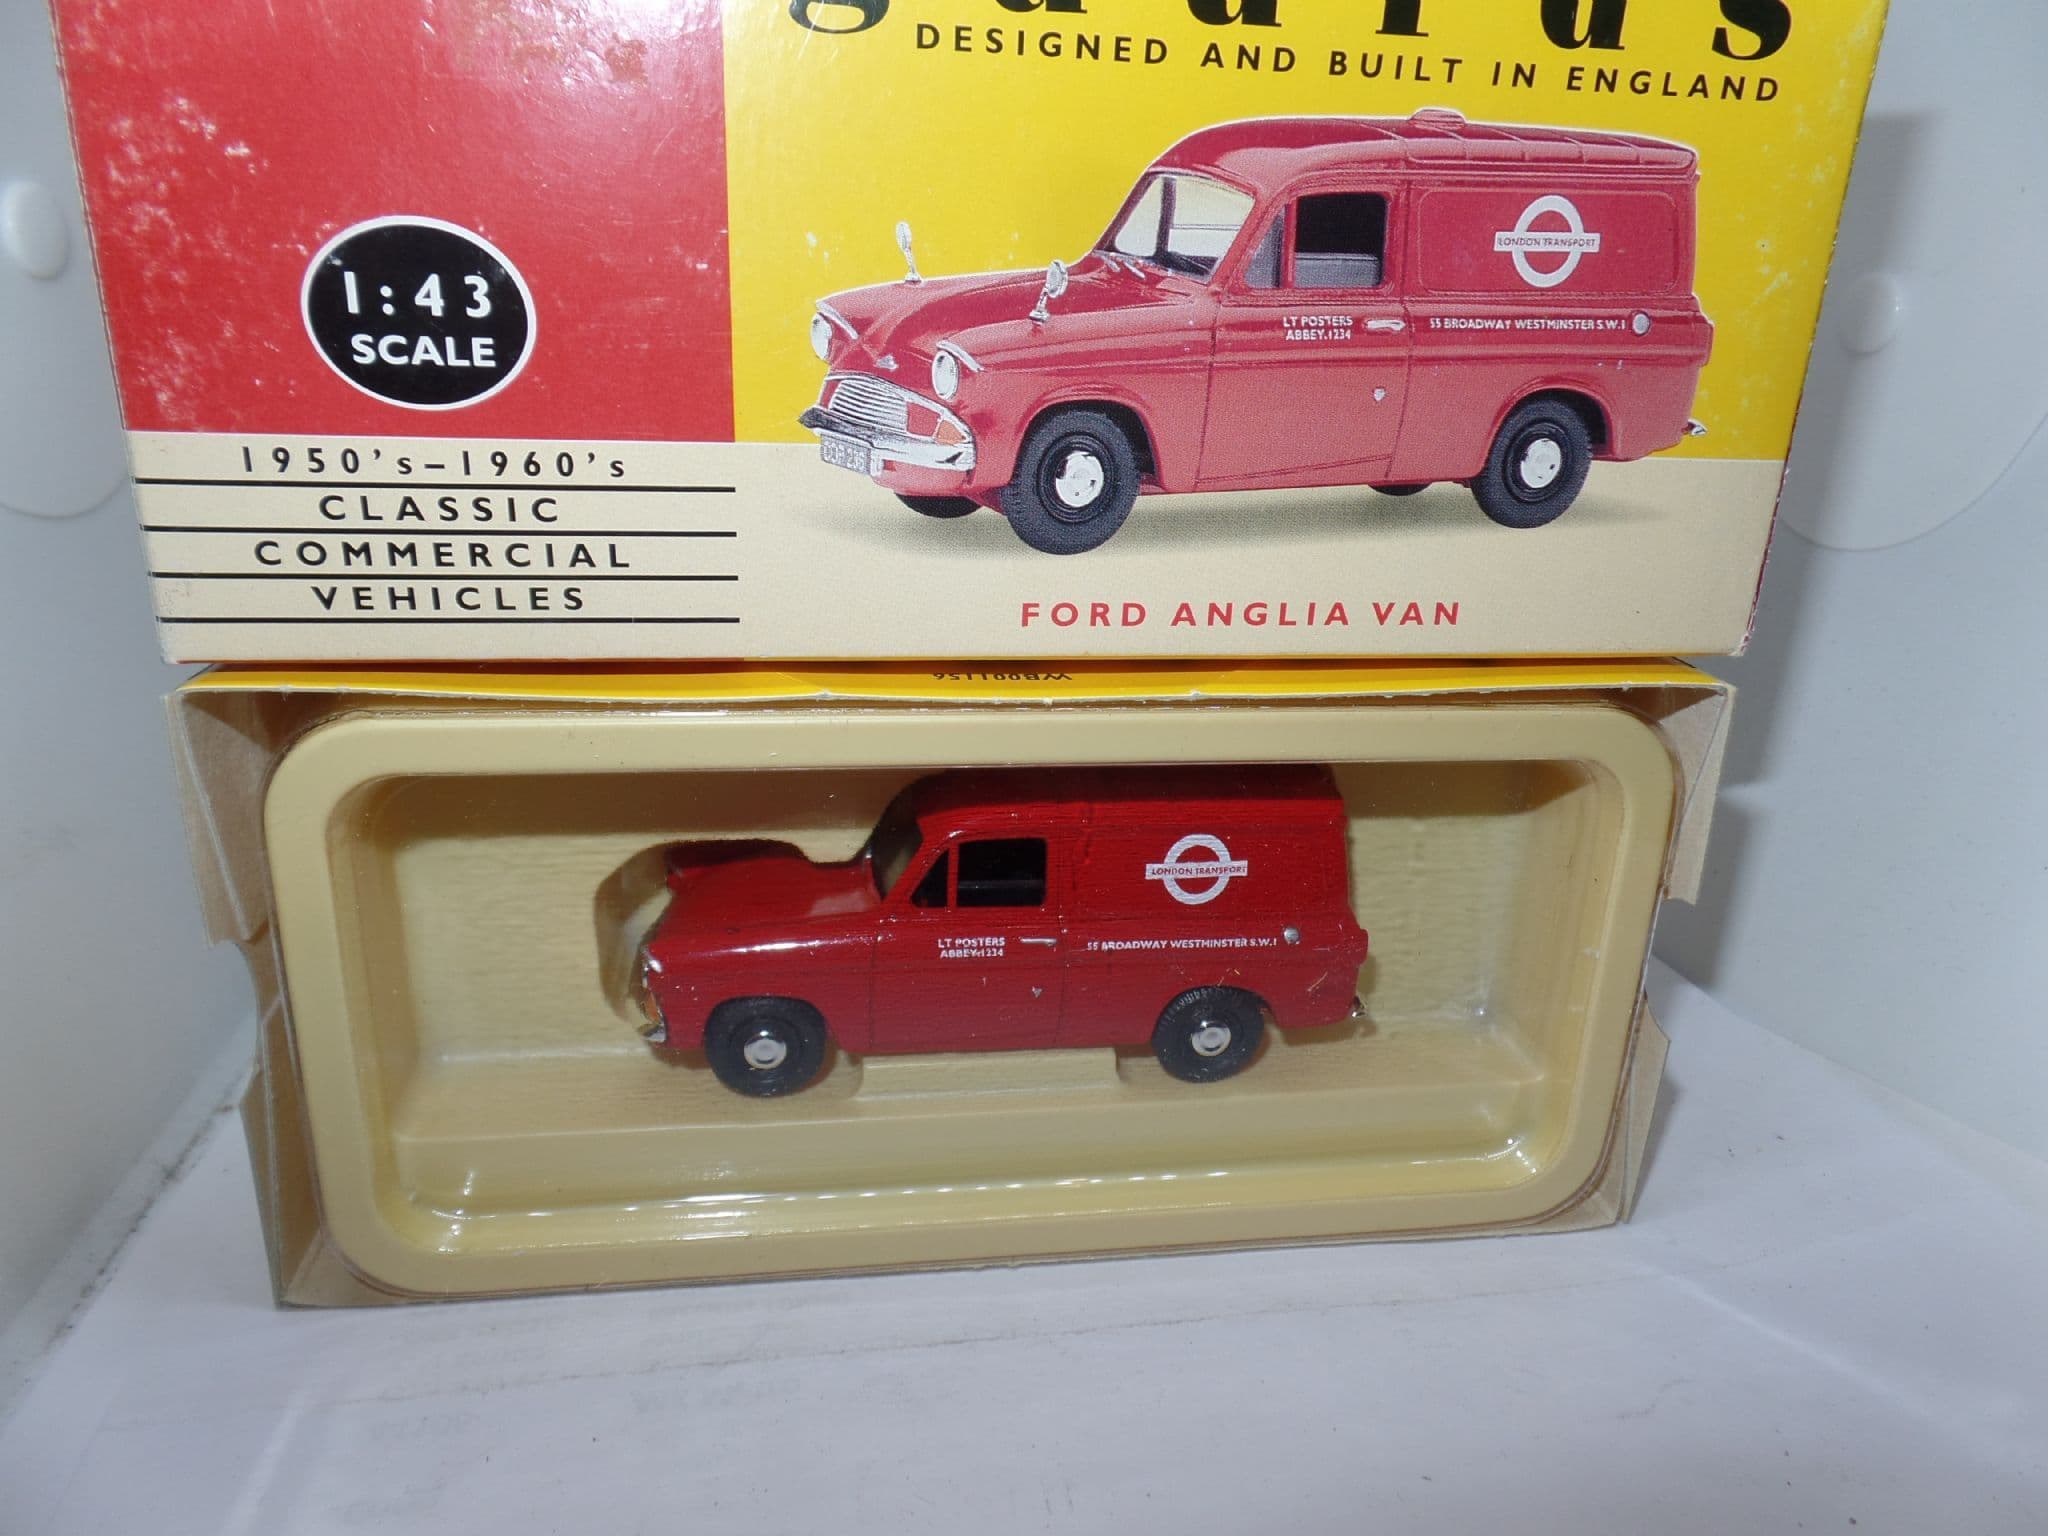 DESIGNED AND BUILT IN ENGLAND
LONDON TRANSPORT
LT POSTERS
ABBEY.1234
55 BROADWAY WESTMINSTER S.W.1
1:43
SCALE
1950's-1960's
CLASSIC
COMMERCIAL
VEHICLES
FORD ANGLIA VAN
LONDON TRANSPORT
LT POSTERS
ABBEY.1234
55 BROADWAY WESTMINSTER S.W.1